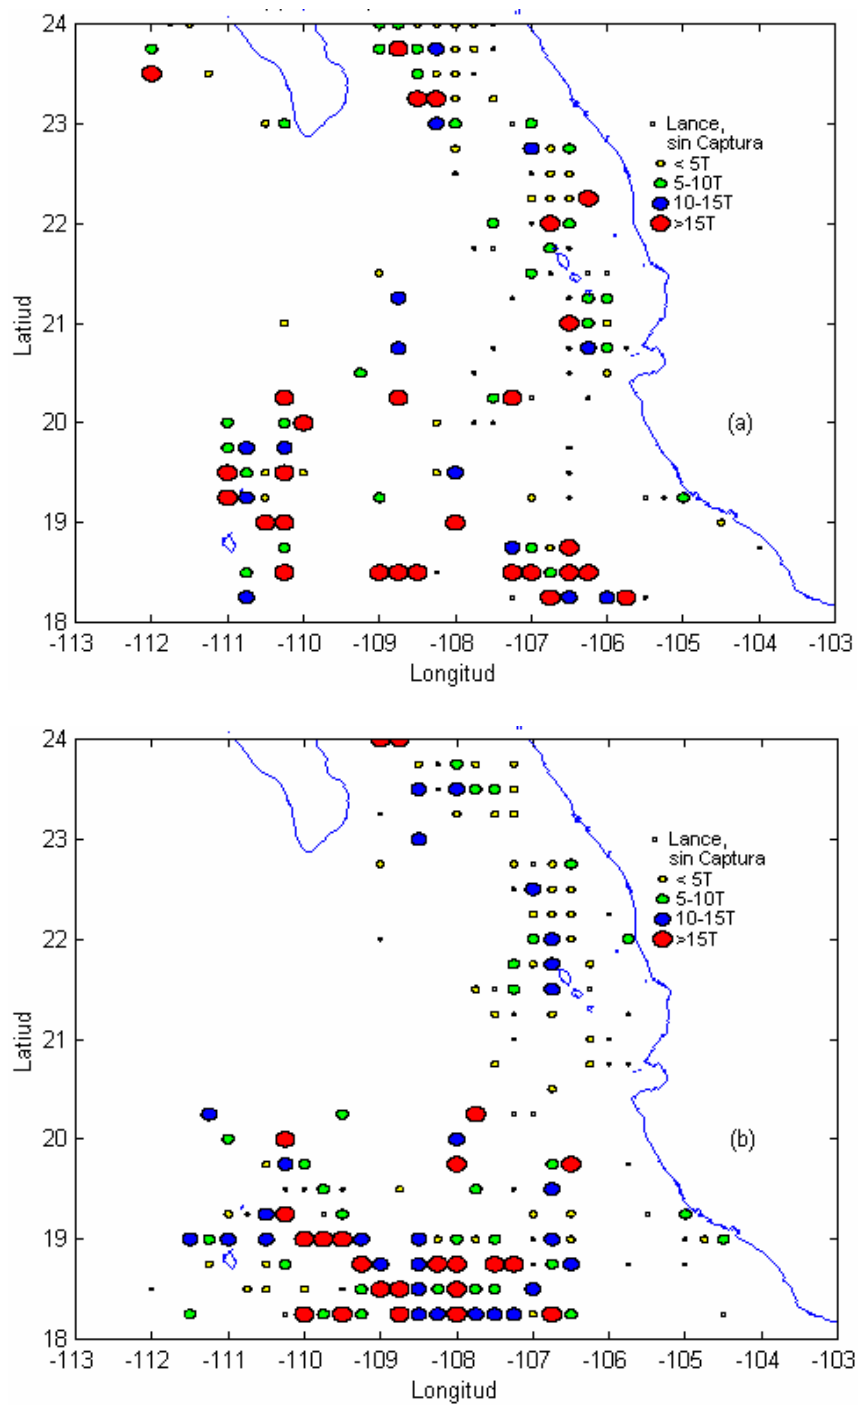 24
23
22
21
20
19
18
Latiud
Lance,
sin Captura
< 5T
5-10T
10-15T
>15T
(a)
-113 -112 -111 -110 -109 -108 -107 -106 -105 -104 -103
Longitud
24
23
22
21
20
19
18
Latiud
Lance,
sin Captura
< 5T
5-10T
10-15T
>15T
(b)
-113 -112 -111 -110 -109 -108 -107 -106 -105 -104 -103
Longitud